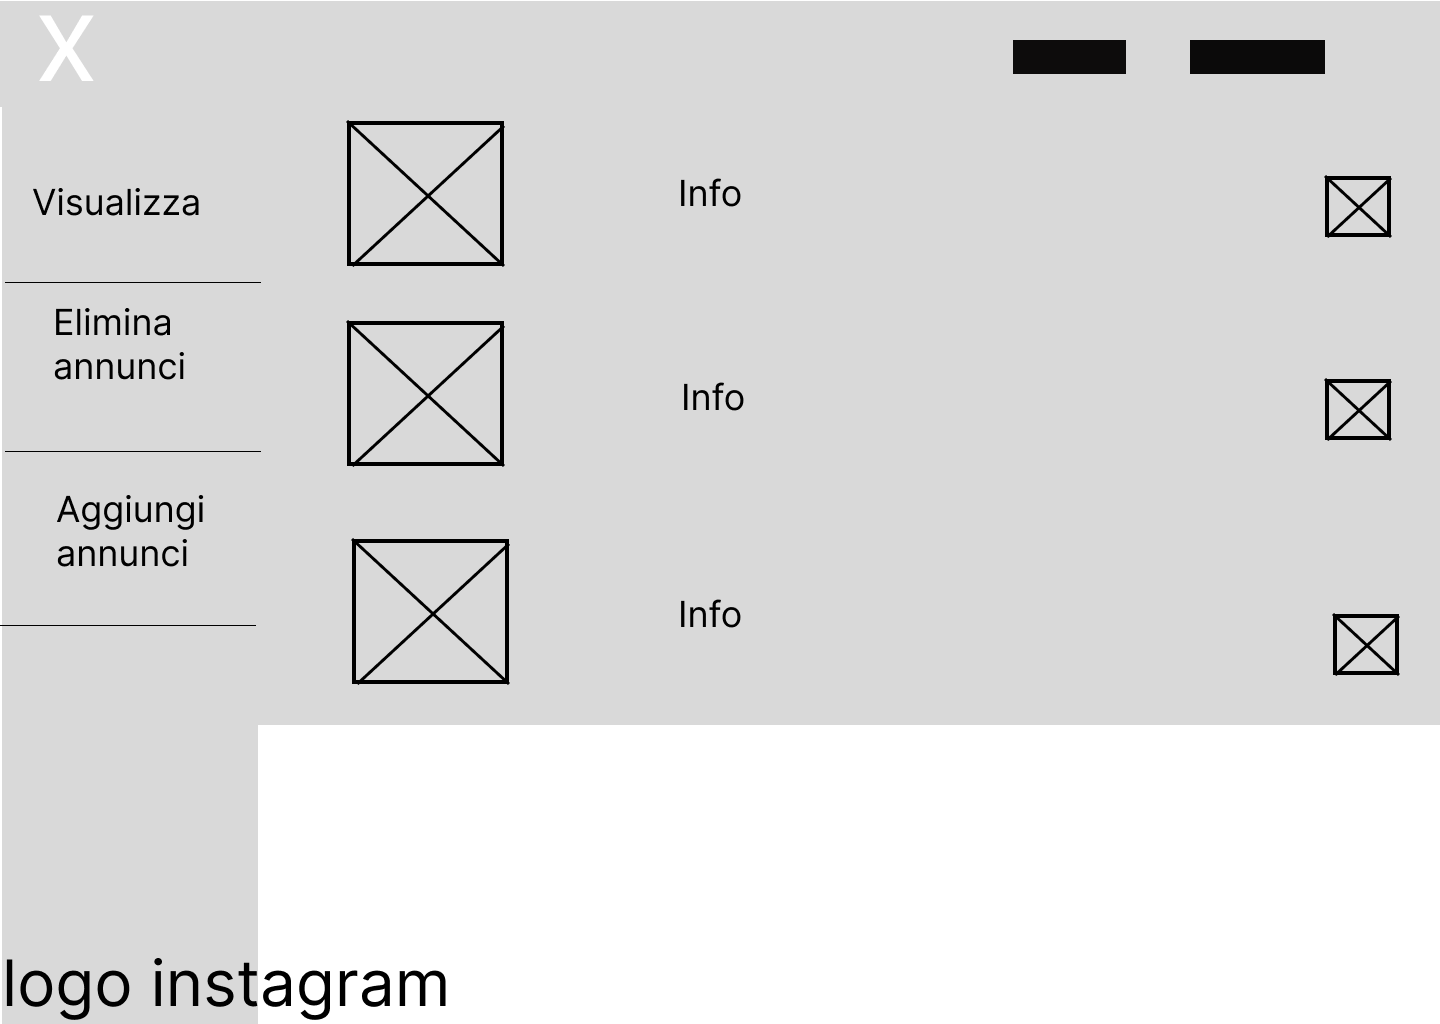 X
Visualizza
Info
Elimina
annunci
Info
Aggiungi
annunci
Info
logo instagram